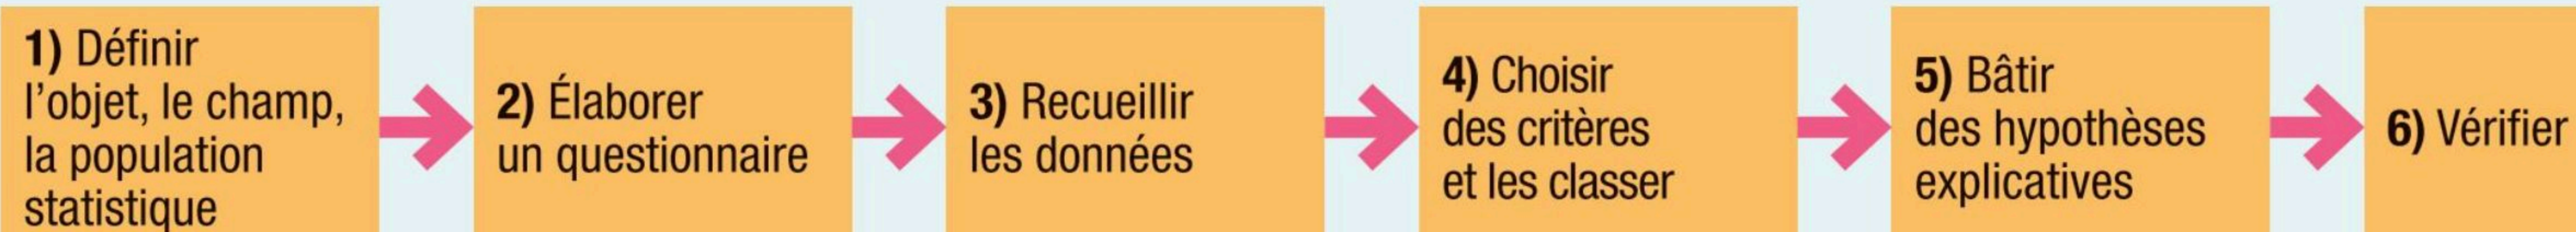 1) Définir
l’objet, le champ,
la population
statistique
2) Élaborer
un questionnaire
3) Recueillir
les données
4) Choisir
des critères
et les classer
5) Bâtir
des hypothèses
explicatives
6) Vérifier